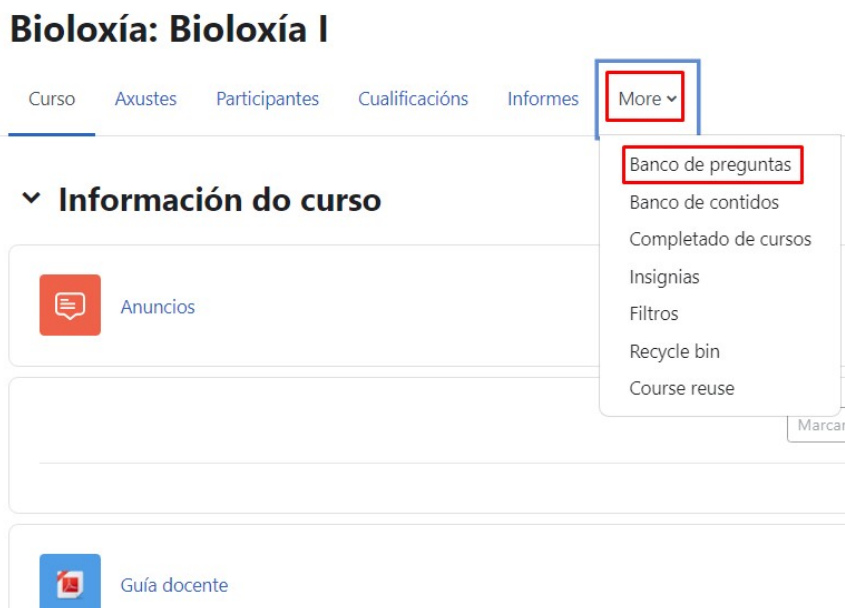 Bioloxía: Bioloxía I
Curso Axustes Participantes Cualificacións Informes More
Banco de preguntas
Banco de contidos
Completado de cursos
Insignias
Filtros
Recycle bin
Course reuse
Información do curso
Anuncios
Marcar
Guía docente